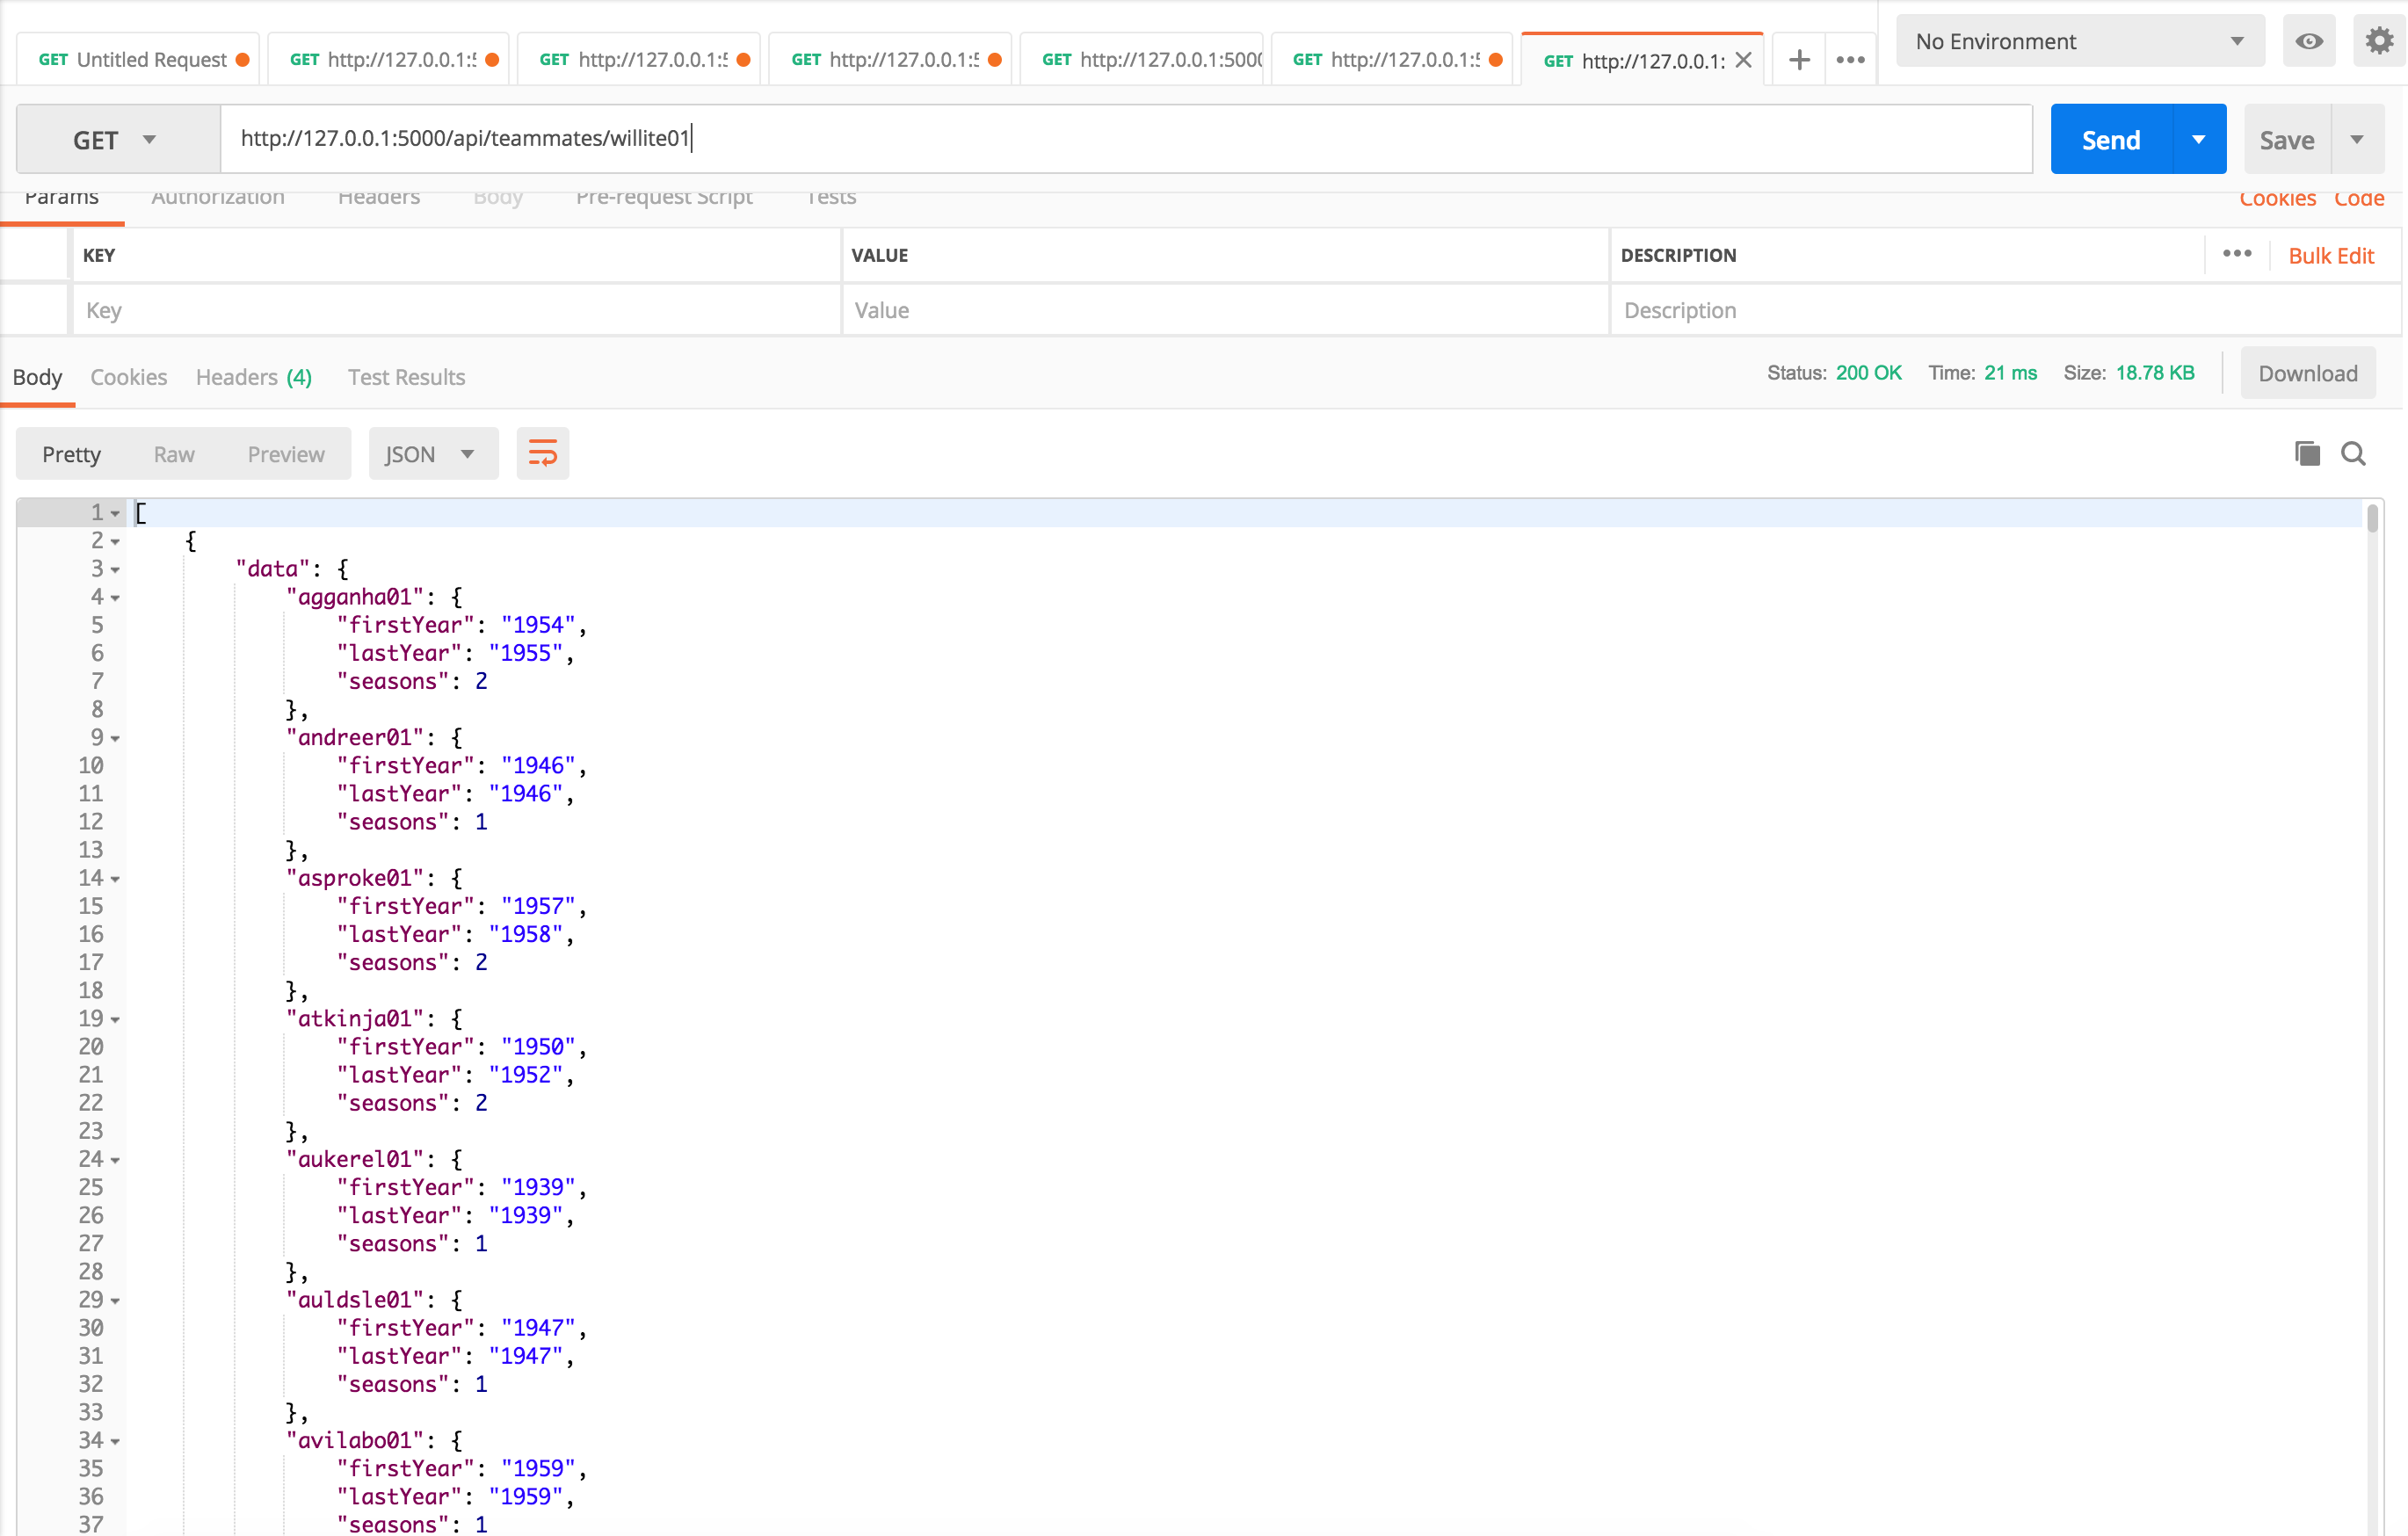 GET Untitled Request GET http://127.0.0.1:5 GET http://127.0.0.1:5 GET http://127.0.0.1:5 GET http://127.0.0.1:500 GET http://127.0.0.1:5 GET http://127.0.0.1: No Environment
GET http://127.0.0.1:5000/api/teammates/willite01 Send Save
Params Authorization Headers Body Pre-request Script Tests Cookies Code
KEY VALUE DESCRIPTION ••• Bulk Edit
Key Value Description
Body Cookies Headers (4) Test Results Status: 200 OK Time: 21 ms Size: 18.78 KB Download
Pretty Raw Preview JSON
1 [
2 {
3 "data": {
4 "agganha01": {
5 "firstYear": "1954",
6 "lastYear": "1955",
7 "seasons": 2
8 },
9 "andreer01": {
10 "firstYear": "1946",
11 "lastYear": "1946",
12 "seasons": 1
13 },
14 "asproke01": {
15 "firstYear": "1957",
16 "lastYear": "1958",
17 "seasons": 2
18 },
19 "atkinja01": {
20 "firstYear": "1950",
21 "lastYear": "1952",
22 "seasons": 2
23 },
24 "aukerel01": {
25 "firstYear": "1939",
26 "lastYear": "1939",
27 "seasons": 1
28 },
29 "auldsle01": {
30 "firstYear": "1947",
31 "lastYear": "1947",
32 "seasons": 1
33 },
34 "avilabo01": {
35 "firstYear": "1959",
36 "lastYear": "1959",
37 "seasons": 1